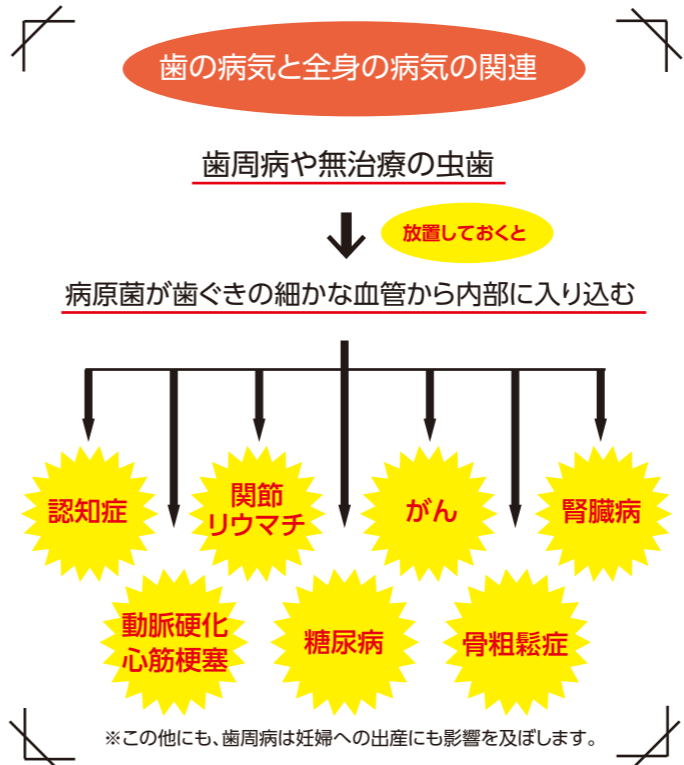 歯の病気と全身の病気の関連
歯周病や無治療の虫歯
放置しておくと
病原菌が歯ぐきの細かな血管から内部に入り込む
認知症
関節
リウマチ
がん
腎臓病
動脈硬化
心筋梗塞
糖尿病
骨粗鬆症
※この他にも、歯周病は妊婦への出産にも影響を及ぼします。